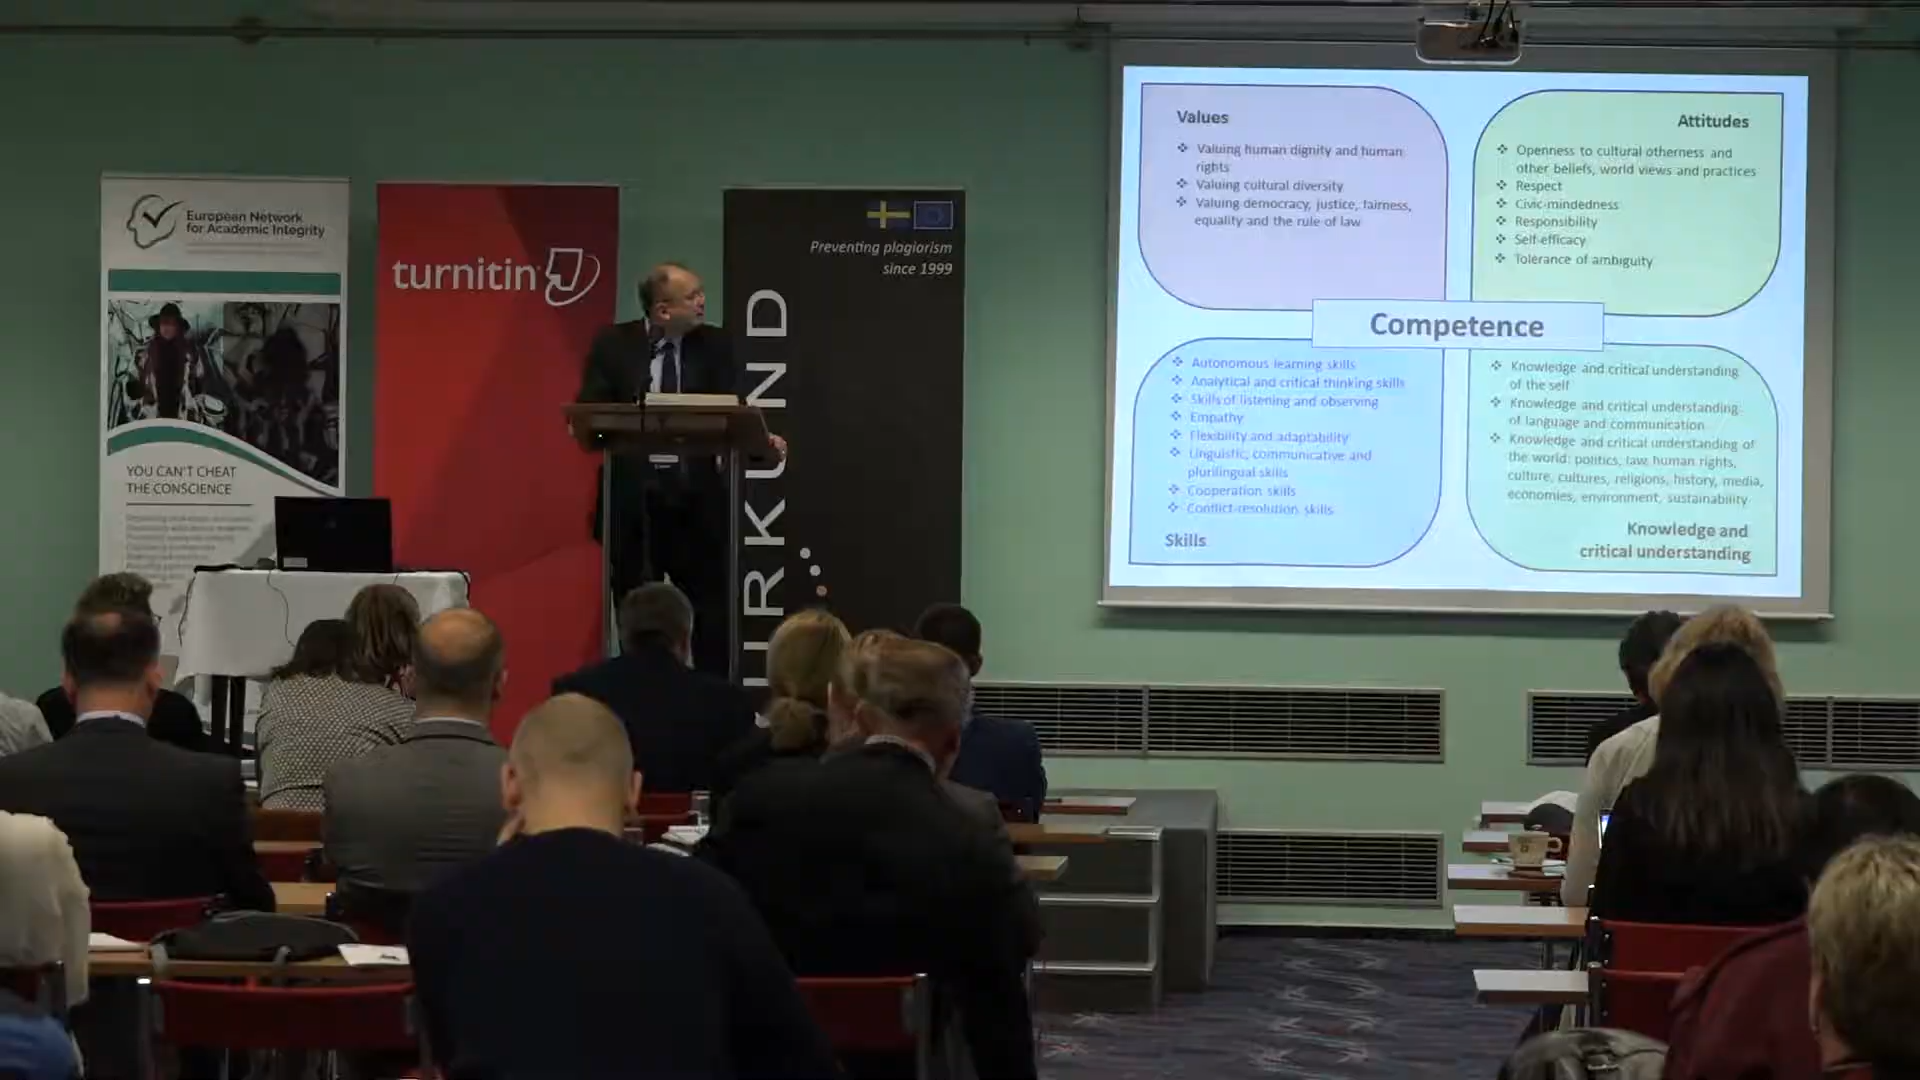 European Network
for Academic Integrity
YOU CAN'T CHEAT
THE CONSCIENCE
turnitin
Preventing plagiarism
since 1999
URKUND
Values
Valuing human dignity and human
rights
Valuing cultural diversity
Valuing democracy, justice, fairness,
equality and the rule of law
Attitudes
Openness to cultural otherness and
other beliefs, world views and practices
Respect
Civic-mindedness
Responsibility
Self-efficacy
Tolerance of ambiguity
Competence
Autonomous learning skills
Analytical and critical thinking skills
Skills of listening and observing
Empathy
Flexibility and adaptability
Linguistic, communicative and
plurilingual skills
Cooperation skills
Conflict-resolution skills
Skills
Knowledge and critical understanding
of the self
Knowledge and critical understanding
of language and communication
Knowledge and critical understanding of
the world: politics, law, human rights,
culture, cultures, religions, history, media,
economies, environment, sustainability
Knowledge and
critical understanding